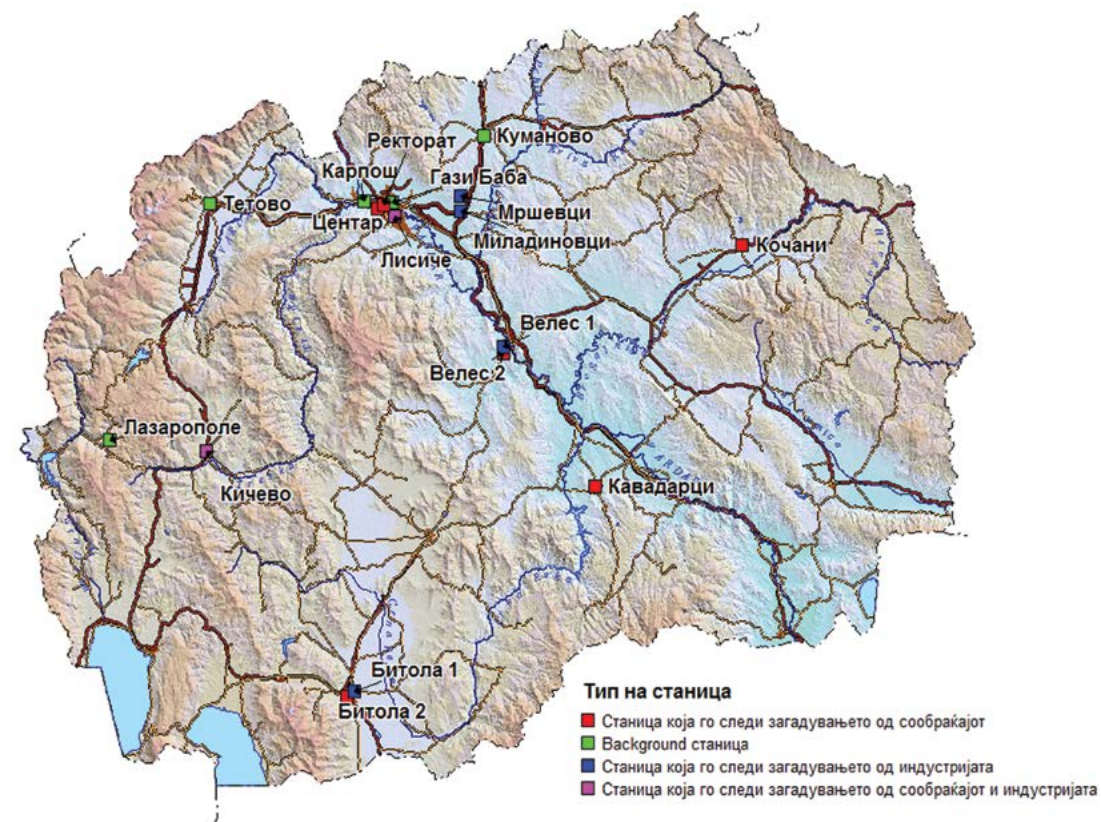 Ректорат
Куманово
Карпош
Гази Баба
Тетово
Мршевци
Центар
Миладиновци
Кочани
Лисиче
Велес 1
Велес 2
Лазарополе
Кичево
Кавадарци
VARDAR
Битола 1
Битола 2
Тип на станица
Станица која го следи загадувањето од сообраќајот
Background станица
Станица која го следи загадувањето од индустријата
Станица која го следи загадувањето од сообраќајот и индустријата